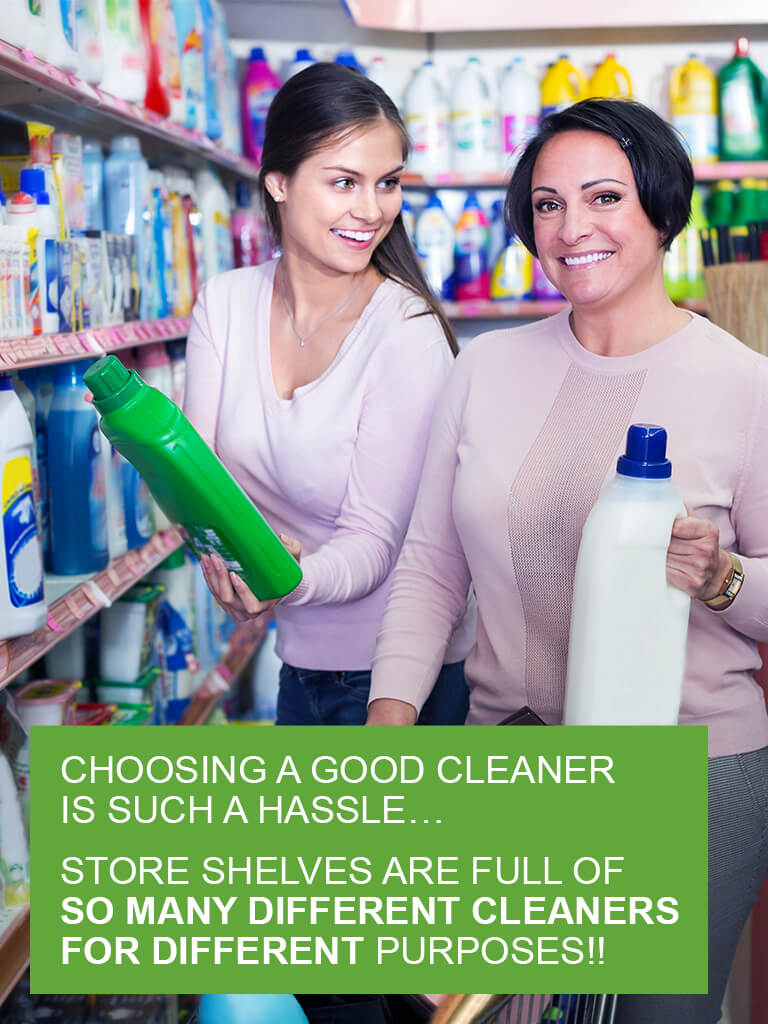 CHOOSING A GOOD CLEANER
IS SUCH A HASSLE...
STORE SHELVES ARE FULL OF
SO MANY DIFFERENT CLEANERS
FOR DIFFERENT PURPOSES!!